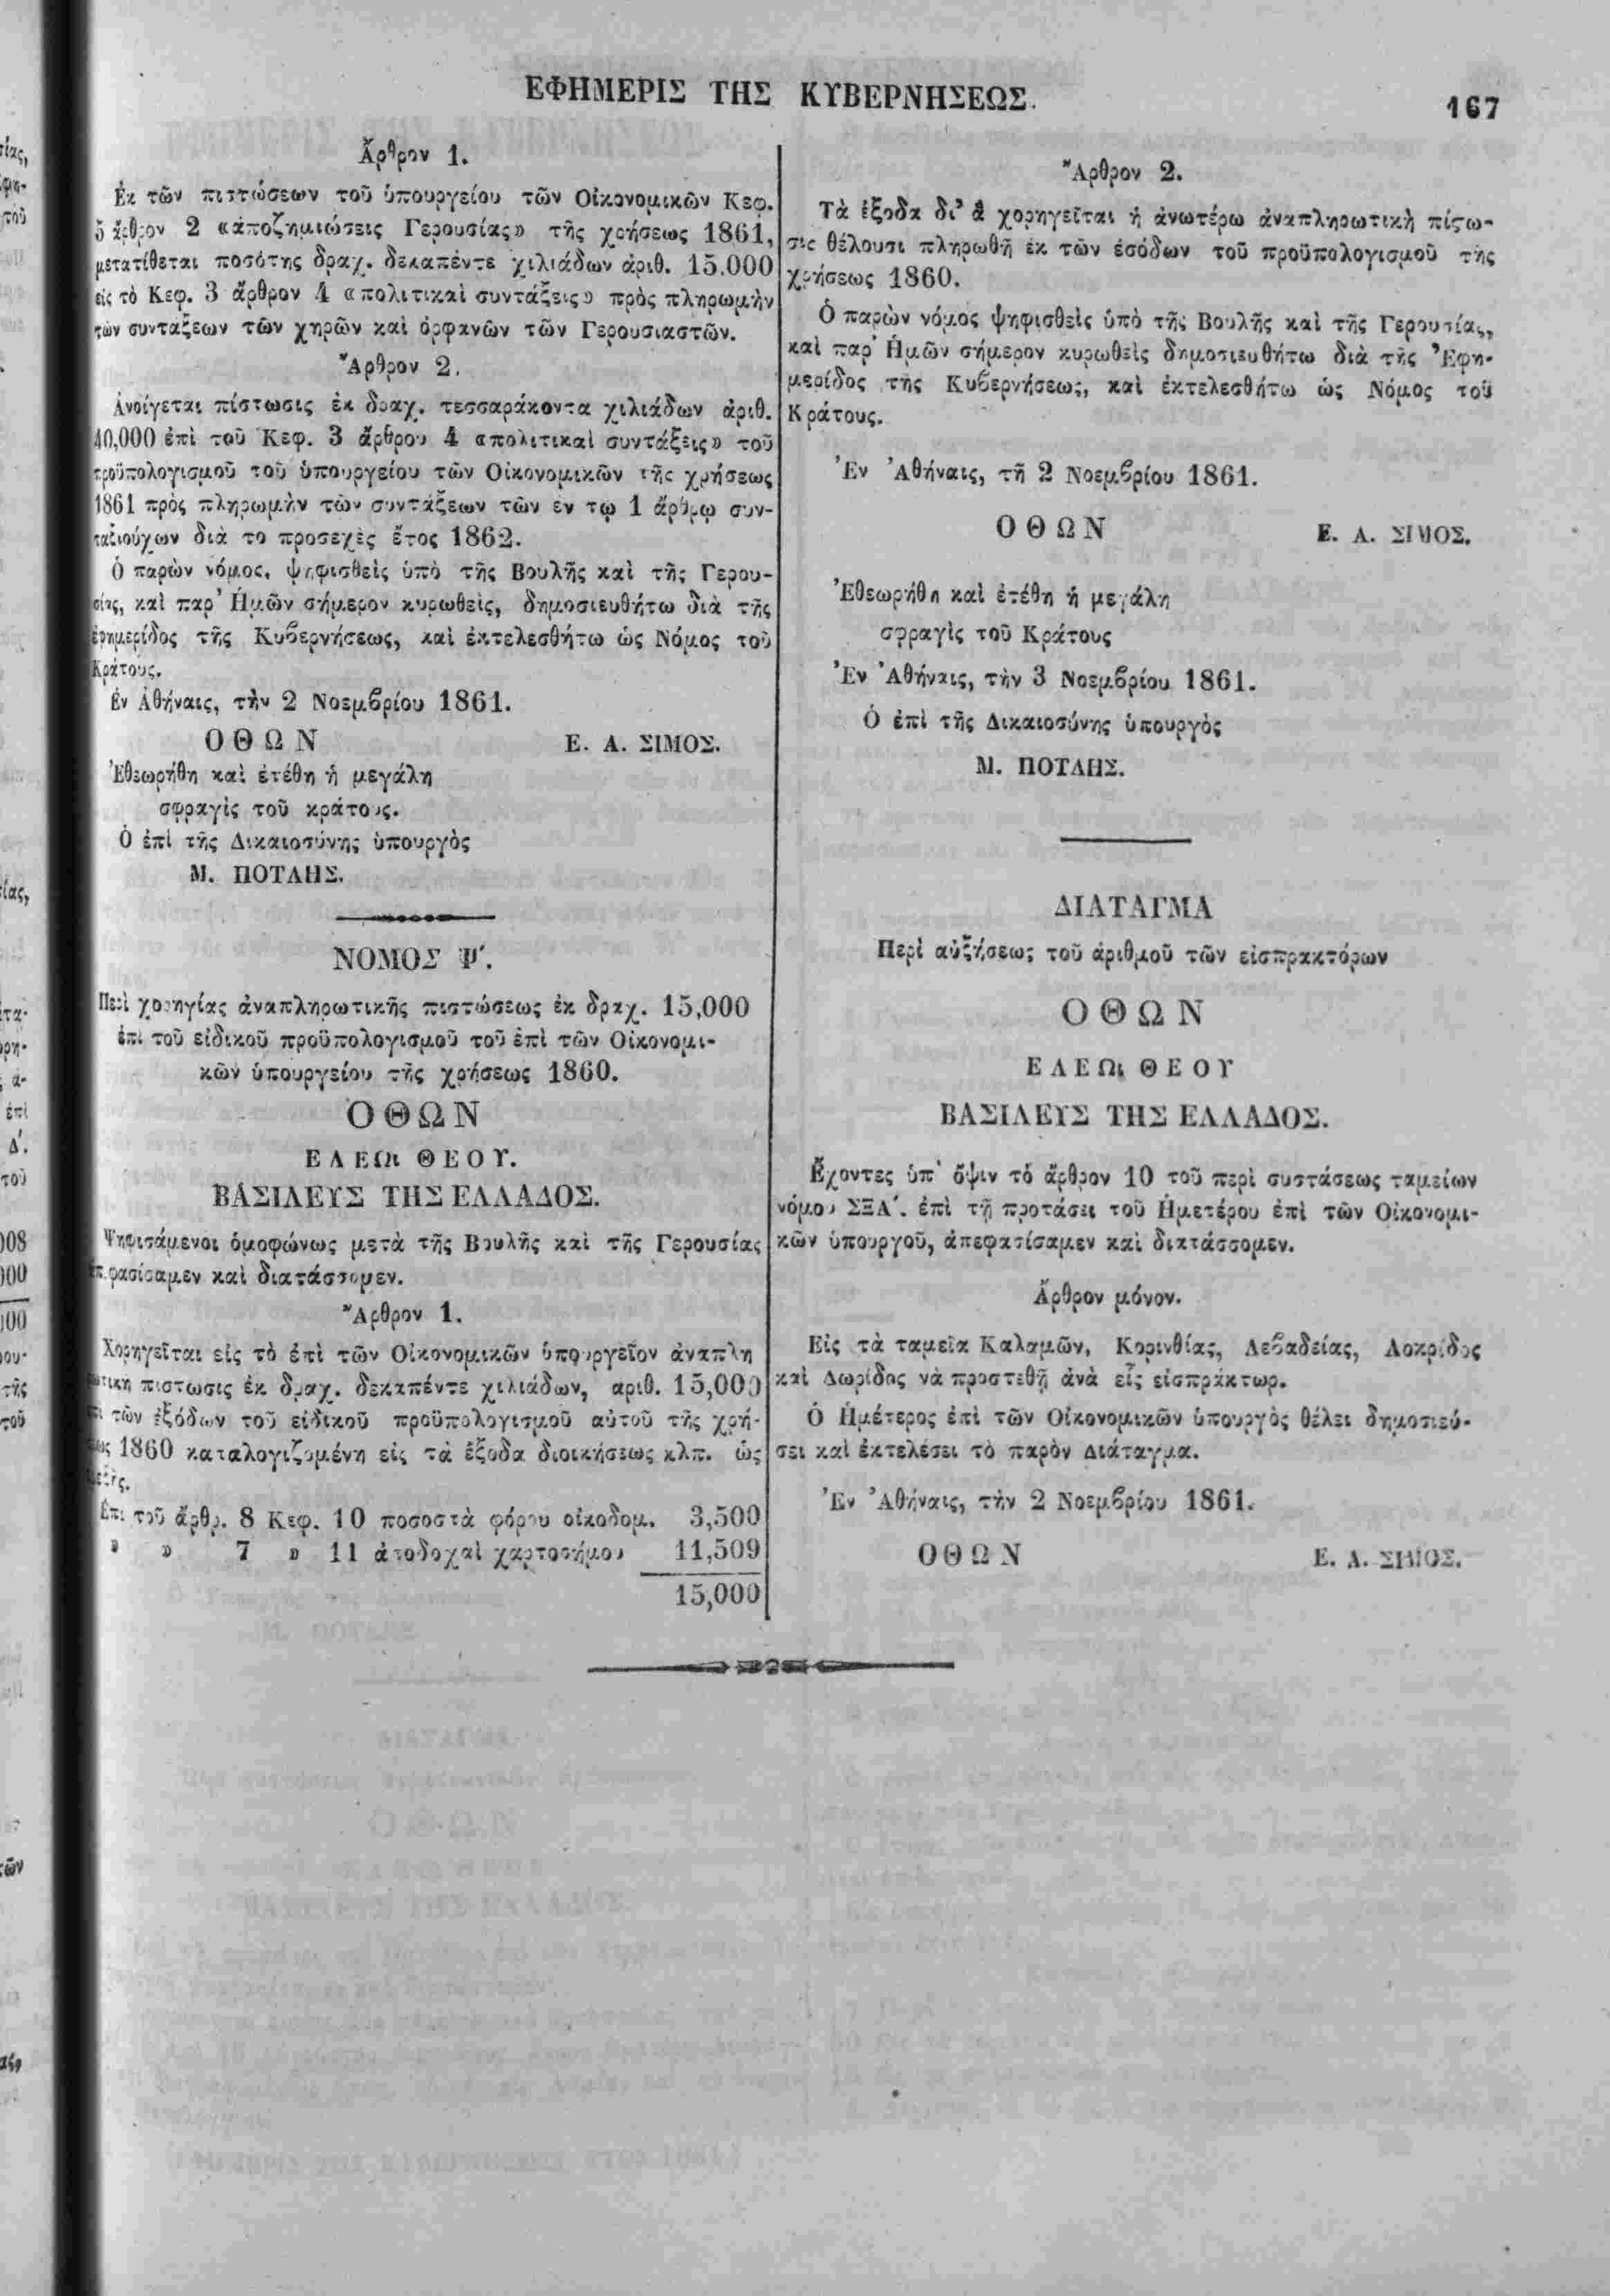 ΕΦΗΜΕΡΙΣ ΤΗΣ ΚΥΒΕΡΝΗΣΕΩΣ.
167
Ἄρθρον 1.
Ἐκ τῶν πιστώσεων τοῦ ὑπουργείου τῶν Οἰκονομικῶν Κεφ.
5 ἄρθρον 2 «ἀποζημιώσεις Γερουσίας» τῆς χρήσεως 1861,
μετατίθεται ποσότης δραχ. δεκαπέντε χιλιάδων ἀριθ. 15.000
εἰς τὸ Κεφ. 3 ἄρθρον 4 «πολιτικαὶ συντάξεις» πρὸς πληρωμὴν
τῶν συνταξεων τῶν χηρῶν καὶ ὀρφανῶν τῶν Γερουσιαστῶν.
Ἄρθρον 2.
Ἀνοίγεται πίστωσις ἐκ δραχ. τεσσαράκοντα χιλιάδων ἀριθ.
40,000 ἐπὶ τοῦ Κεφ. 3 ἄρθρου 4 «πολιτικαὶ συντάξεις» τοῦ
προϋπολογισμοῦ τοῦ ὑπουργείου τῶν Οἰκονομικῶν τῆς χρήσεως
1861 πρὸς πληρωμὴν τῶν συντάξεων τῶν ἐν τῳ 1 ἄρθρῳ συν-
ταξιούχων διὰ το προσεχὲς ἔτος 1862.
Ὁ παρὼν νόμος, ψηφισθεὶς ὑπὸ τῆς Βουλῆς καὶ τῆς Γερου-
σίας, καὶ παρ' Ἡμῶν σήμερον κυρωθεὶς, δημοσιευθήτω διὰ τῆς
ἐφημερίδος τῆς Κυβερνήσεως, καὶ ἐκτελεσθήτω ὡς Νόμος τοῦ
Κράτους.
Ἐν Ἀθήναις, τὴν 2 Νοεμβρίου 1861.
ΟΘΩΝ
Ε. Α. ΣΙΜΟΣ.
Ἐθεωρήθη καὶ ἐτέθη ἡ μεγάλη
σφραγὶς τοῦ κράτους.
Ὁ ἐπὶ τῆς Δικαιοσύνης ὑπουργὸς
Μ. ΠΟΤΛΗΣ.
ΝΟΜΟΣ Ψ΄.
Περὶ χορηγίας ἀναπληρωτικῆς πιστώσεως ἐκ δραχ. 15,000
ἐπὶ τοῦ εἰδικοῦ προϋπολογισμοῦ τοῦ ἐπὶ τῶν Οἰκονομι-
κῶν ὑπουργείου τῆς χρήσεως 1860.
ΟΘΩΝ
ΕΛΕΩι ΘΕΟΥ.
ΒΑΣΙΛΕΥΣ ΤΗΣ ΕΛΛΑΔΟΣ.
Ψηφισάμενοι ὁμοφώνως μετὰ τῆς Βουλῆς καὶ τῆς Γερουσίας
ἀπεφασίσαμεν καὶ διατάσσομεν.
Ἄρθρον 1.
Χορηγεῖται εἰς τὸ ἐπὶ τῶν Οἰκονομικῶν ὑπουργεῖον ἀναπλη
ρωτικη πιστωσις ἐκ δραχ. δεκαπέντε χιλιάδων, αριθ. 15,000
ἐπὶ τῶν ἐξόδων τοῦ εἰδικοῦ προϋπολογισμοῦ αὐτοῦ τῆς χρή-
σεως 1860 καταλογιζομένη εἰς τὰ ἔξοδα διοικήσεως κλπ. ὡς
ἑξῆς.
Ἐπὶ τοῦ ἄρθρ. 8 Κεφ. 10 ποσοστὰ φόρου οἰκοδομ. 3,500
» » 7 » 11 ἀποδοχαὶ χαρτοσήμου 11,509
15,000
Ἄρθρον 2.
Τὰ ἔξοδα δι' ἃ χορηγεῖται ἡ ἀνωτέρω ἀναπληρωτικὴ πίστω-
σις θέλουσι πληρωθῆ ἐκ τῶν ἐσόδων τοῦ προϋπολογισμοῦ τῆς
χρήσεως 1860.
Ὁ παρὼν νόμος ψηφισθεὶς ὑπὸ τῆς Βουλῆς καὶ τῆς Γερουσίας,
καὶ παρ' Ἡμῶν σήμερον κυρωθεὶς δημοσιευθήτω διὰ τῆς Ἐφη-
μερίδος τῆς Κυβερνήσεως, καὶ ἐκτελεσθήτω ὡς Νόμος τοῦ
Κράτους.
Ἐν Ἀθήναις, τῆ 2 Νοεμβρίου 1861.
ΟΘΩΝ
Ε. Α. ΣΙΜΟΣ.
Ἐθεωρήθη καὶ ἐτέθη ἡ μεγάλη
σφραγὶς τοῦ Κράτους
Ἐν Ἀθήναις, τὴν 3 Νοεμβρίου 1861.
Ὁ ἐπὶ τῆς Δικαιοσύνης ὑπουργὸς
Μ. ΠΟΤΛΗΣ.
ΔΙΑΤΑΓΜΑ
Περὶ αὐξήσεως τοῦ ἀριθμοῦ τῶν εἰσπρακτόρων
ΟΘΩΝ
ΕΛΕΩι ΘΕΟΥ
ΒΑΣΙΛΕΥΣ ΤΗΣ ΕΛΛΑΔΟΣ.
Ἔχοντες ὑπ' ὄψιν τό ἄρθρον 10 τοῦ περὶ συστάσεως ταμείων
νόμου ΣΞΑ΄. ἐπὶ τῇ προτάσει τοῦ Ἡμετέρου ἐπὶ τῶν Οἰκονομι-
κῶν ὑπουργοῦ, ἀπεφασίσαμεν καὶ διατάσσομεν.
Ἄρθρον μόνον.
Εἰς τὰ ταμεῖα Καλαμῶν, Κορινθίας, Λεβαδείας, Λοκρίδος
καὶ Δωρίδος νὰ προστεθῇ ἀνὰ εἷς εἰσπράκτωρ.
Ὁ Ἡμέτερος ἐπὶ τῶν Οἰκονομικῶν ὑπουργὸς θέλει δημοσιεύ-
σει καὶ ἐκτελέσει τὸ παρὸν Διάταγμα.
Ἐν Ἀθήναις, τὴν 2 Νοεμβρίου 1861.
ΟΘΩΝ
Ε. Α. ΣΙΜΟΣ.